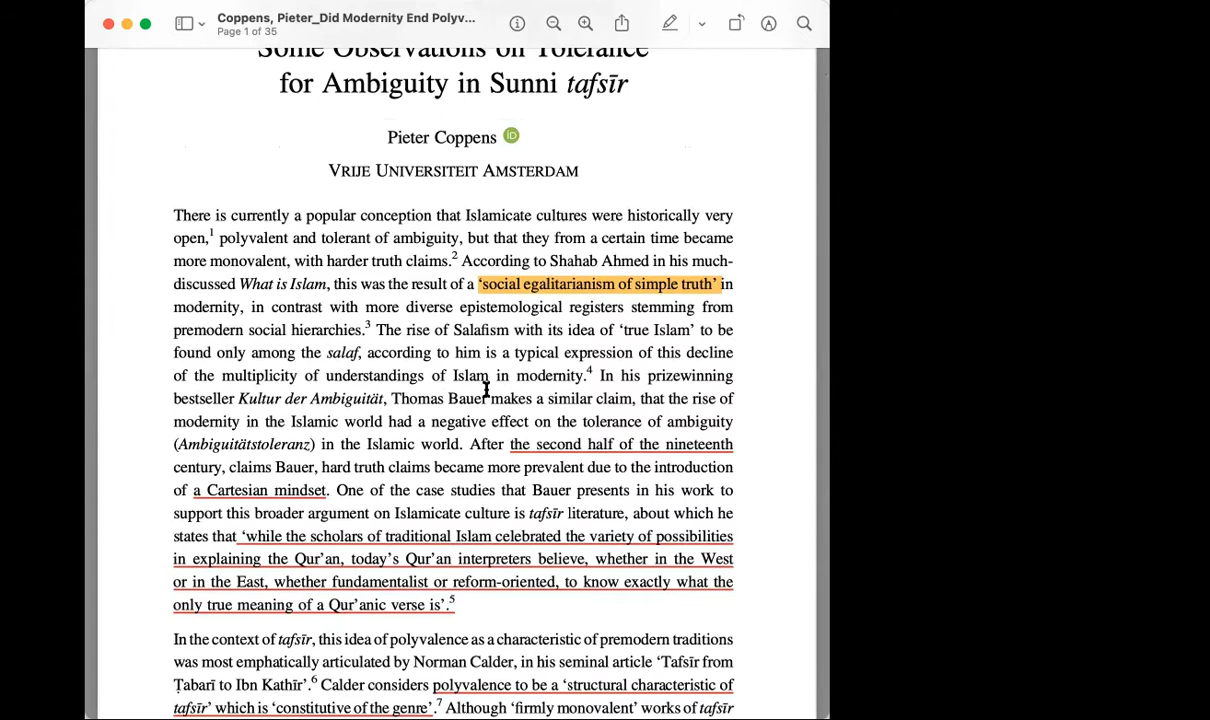 Coppens, Pieter_Did Modernity End Polyv...
Page 1 of 35
Some Observations on Tolerance
for Ambiguity in Sunni tafsīr
Pieter Coppens iD
VRIJE UNIVERSITEIT AMSTERDAM
There is currently a popular conception that Islamicate cultures were historically very
open,1 polyvalent and tolerant of ambiguity, but that they from a certain time became
more monovalent, with harder truth claims.2 According to Shahab Ahmed in his much-
discussed What is Islam, this was the result of a ‘social egalitarianism of simple truth’ in
modernity, in contrast with more diverse epistemological registers stemming from
premodern social hierarchies.3 The rise of Salafism with its idea of ‘true Islam’ to be
found only among the salaf, according to him is a typical expression of this decline
of the multiplicity of understandings of Islam in modernity.4 In his prizewinning
bestseller Kultur der Ambiguität, Thomas Bauer makes a similar claim, that the rise of
modernity in the Islamic world had a negative effect on the tolerance of ambiguity
(Ambiguitätstoleranz) in the Islamic world. After the second half of the nineteenth
century, claims Bauer, hard truth claims became more prevalent due to the introduction
of a Cartesian mindset. One of the case studies that Bauer presents in his work to
support this broader argument on Islamicate culture is tafsīr literature, about which he
states that ‘while the scholars of traditional Islam celebrated the variety of possibilities
in explaining the Qur’an, today’s Qur’an interpreters believe, whether in the West
or in the East, whether fundamentalist or reform-oriented, to know exactly what the
only true meaning of a Qur’anic verse is’.5
In the context of tafsīr, this idea of polyvalence as a characteristic of premodern traditions
was most emphatically articulated by Norman Calder, in his seminal article ‘Tafsīr from
Ṭabarī to Ibn Kathīr’.6 Calder considers polyvalence to be a ‘structural characteristic of
tafsīr’ which is ‘constitutive of the genre’.7 Although ‘firmly monovalent’ works of tafsīr